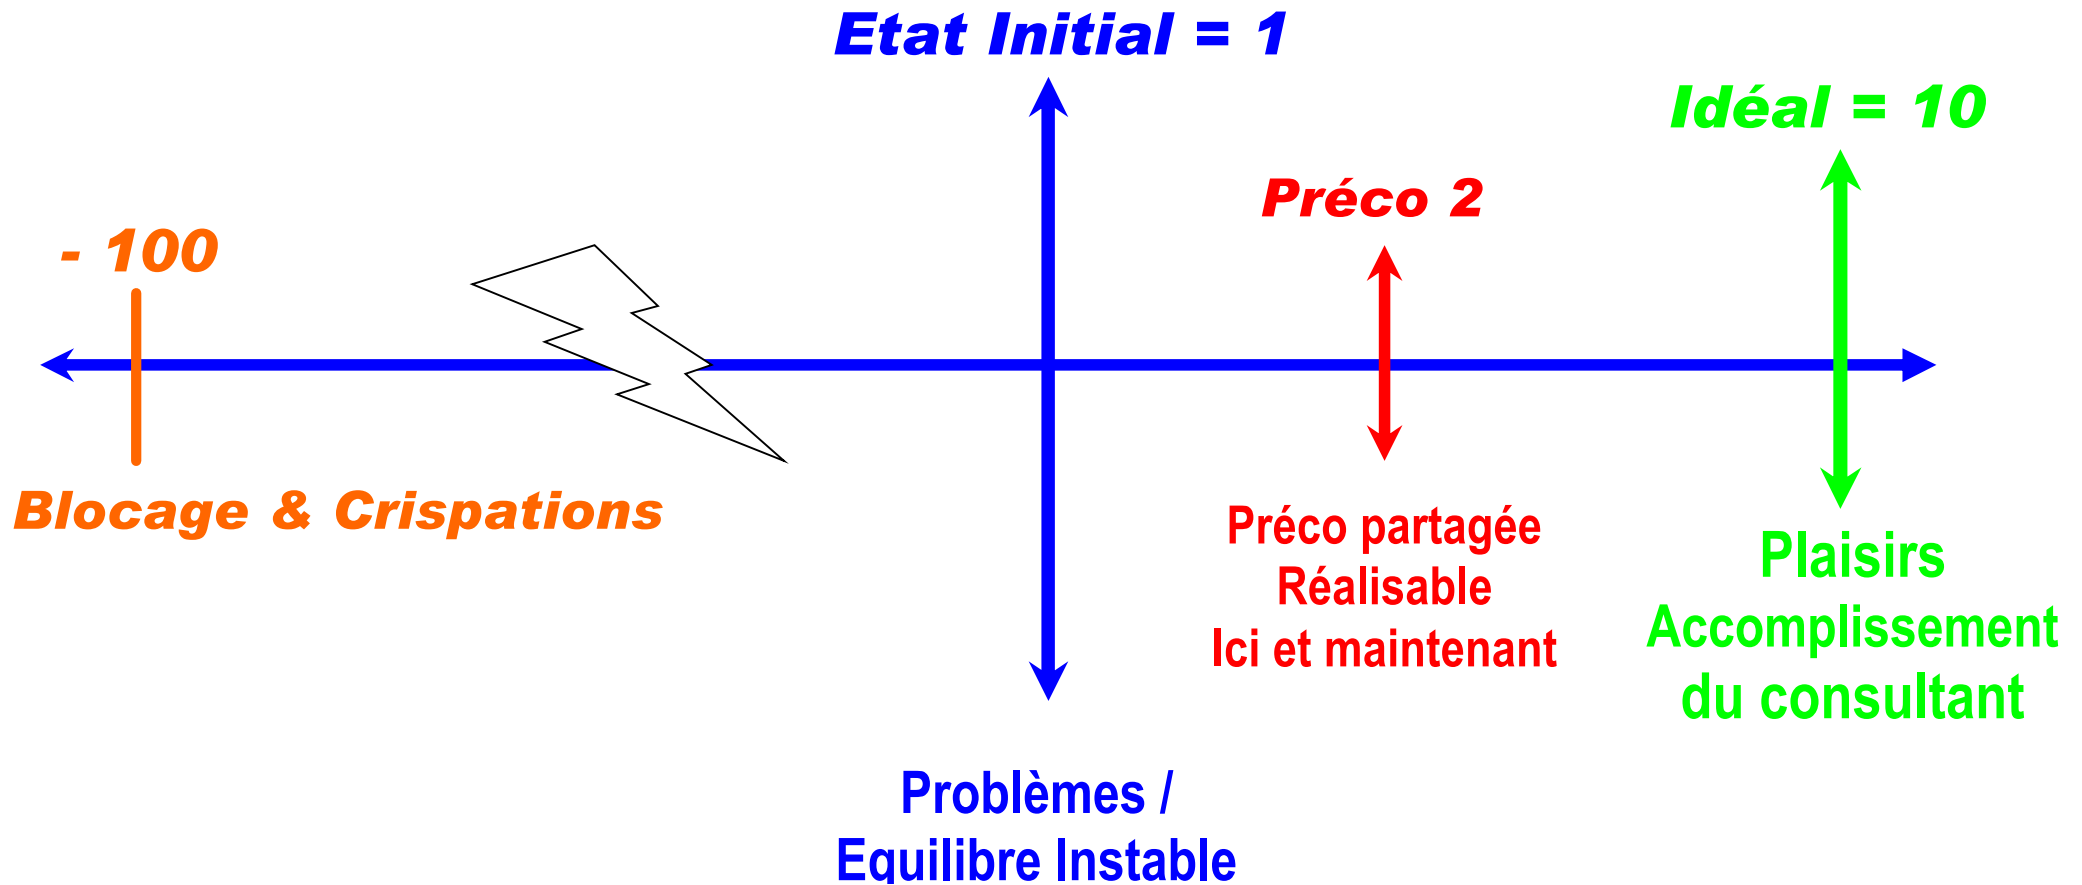 Etat Initial = 1
Idéal = 10
Préco 2
- 100
Blocage & Crispations
Préco partagée
Réalisable
Ici et maintenant
Plaisirs
Accomplissement
du consultant
Problèmes /
Equilibre Instable